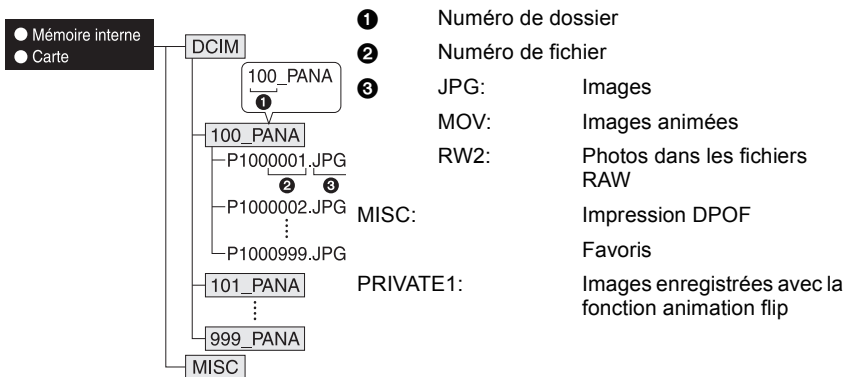 ● Mémoire interne
● Carte
DCIM
100_PANA
❶
100_PANA
P1000001.JPG
❷ ❸
P1000002.JPG
P1000999.JPG
101_PANA
999_PANA
MISC
❶ Numéro de dossier
❷ Numéro de fichier
❸ JPG: Images
MOV: Images animées
RW2: Photos dans les fichiers
RAW
MISC: Impression DPOF
Favoris
PRIVATE1: Images enregistrées avec la
fonction animation flip